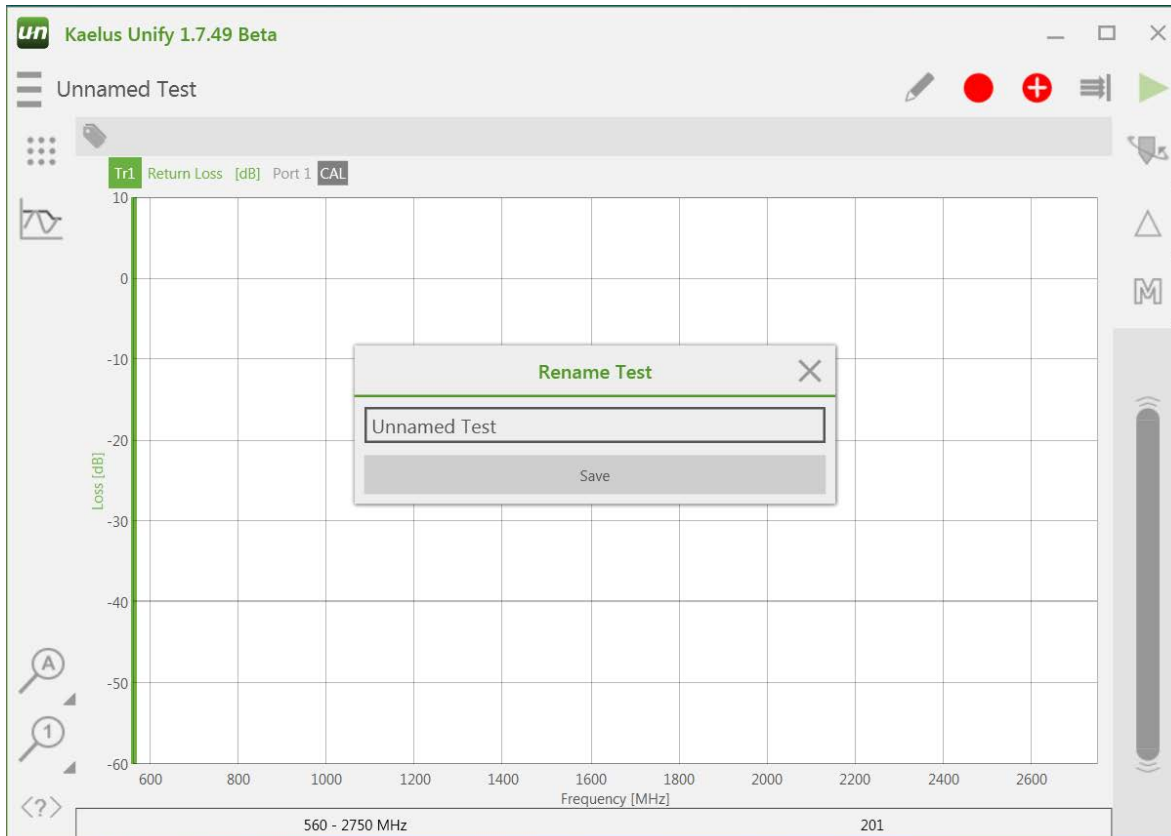 un Kaelus Unify 1.7.49 Beta
Unnamed Test
Tr1 Return Loss [dB] Port 1 CAL
M
10
0
-10
-20
-30
-40
-50
-60
Loss [dB]
Rename Test
Unnamed Test
Save
A
1
<?>
600 800 1000 1200 1400 1600 1800 2000 2200 2400 2600
Frequency [MHz]
560 - 2750 MHz 201